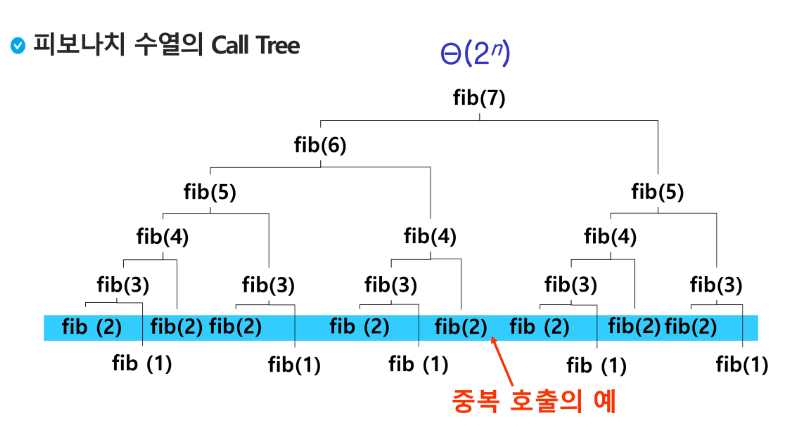 피보나치 수열의 Call Tree
Θ(2ⁿ)
fib(7)
fib(6)
fib(5) fib(5)
fib(4) fib(4) fib(4)
fib(3) fib(3) fib(3) fib(3) fib(3)
fib (2) fib(2) fib(2) fib (2) fib(2) fib (2) fib(2) fib(2)
fib (1) fib(1) fib (1) fib (1) fib(1)
중복 호출의 예